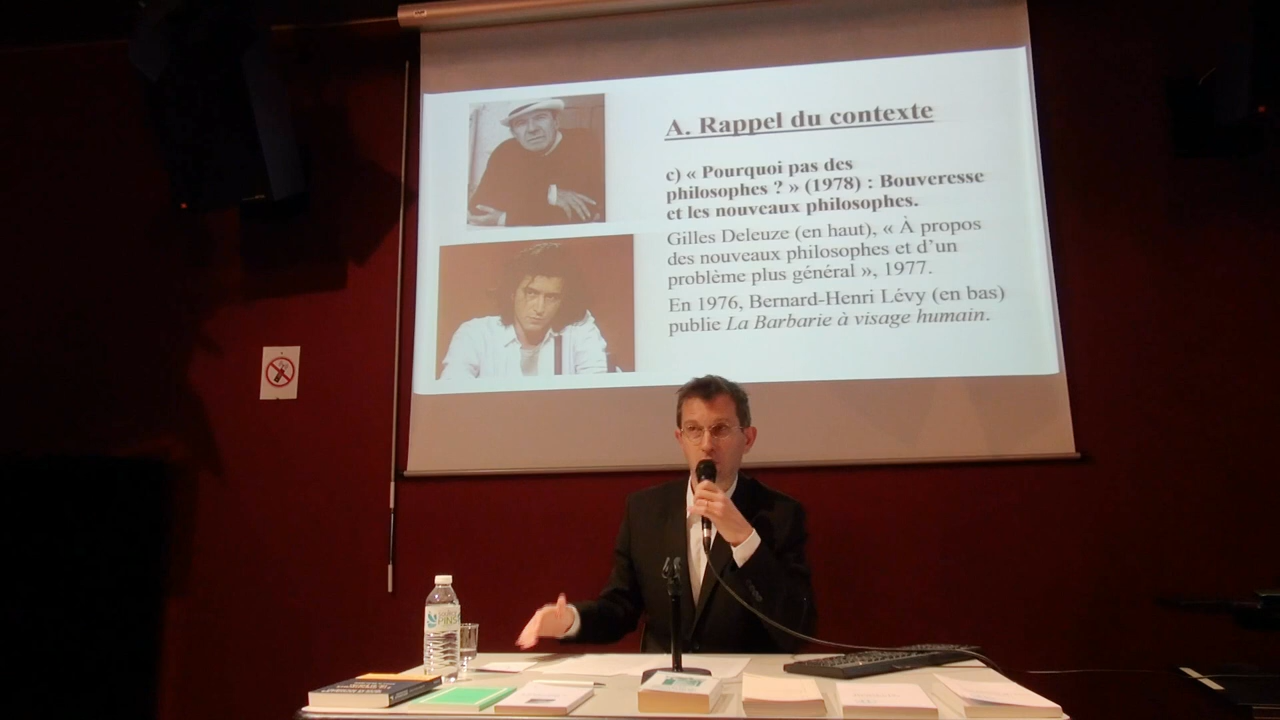 A. Rappel du contexte
c) « Pourquoi pas des
philosophes ? » (1978) : Bouveresse
et les nouveaux philosophes.
Gilles Deleuze (en haut), « À propos
des nouveaux philosophes et d'un
problème plus général », 1977.
En 1976, Bernard-Henri Lévy (en bas)
publie La Barbarie à visage humain.